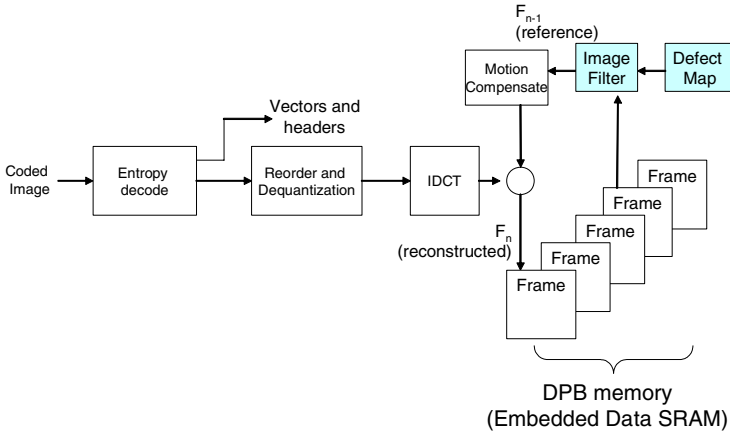 F_{n-1}
(reference)
Image
Filter
Defect
Map
Motion
Compensate
Vectors and
headers
Coded
Image
Entropy
decode
Reorder and
Dequantization
IDCT
F_n
(reconstructed)
Frame
Frame
Frame
Frame
Frame
DPB memory
(Embedded Data SRAM)